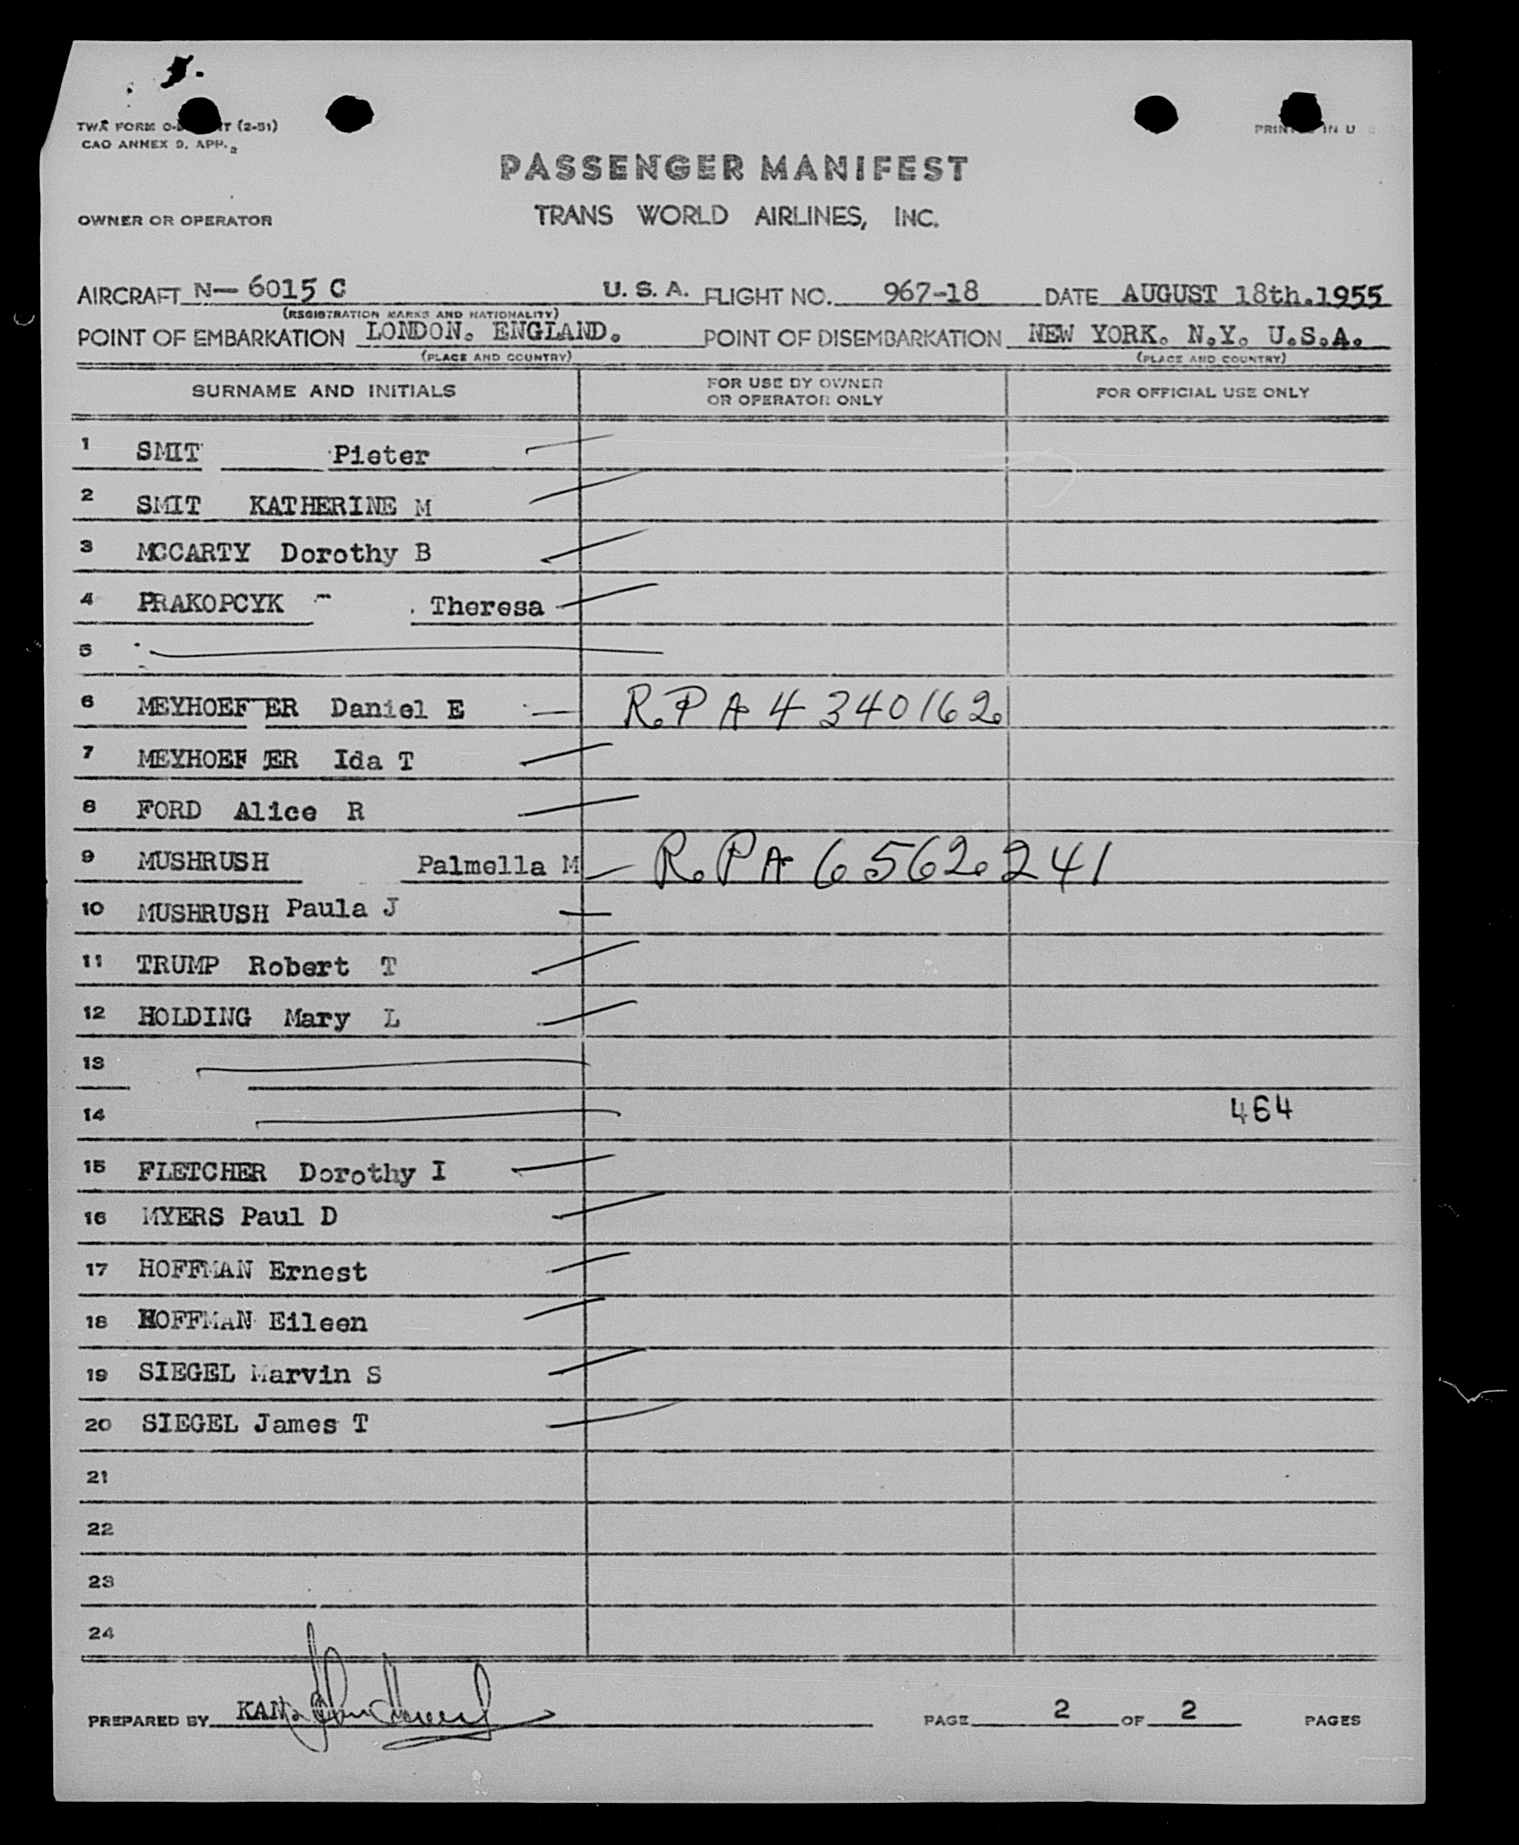 TWA FORM O- T (2-51)
CAO ANNEX 9, APP. 2
IN U S
PASSENGER MANIFEST
OWNER OR OPERATOR
TRANS WORLD AIRLINES, INC.
AIRCRAFT N- 6015 C U. S. A. FLIGHT NO. 967-18 DATE AUGUST 18th.1955
(REGISTRATION MARKS AND NATIONALITY)
POINT OF EMBARKATION LONDON. ENGLAND. POINT OF DISEMBARKATION NEW YORK. N.Y. U.S.A.
(PLACE AND COUNTRY) (PLACE AND COUNTRY)
SURNAME AND INITIALS FOR USE BY OWNER OR OPERATOR ONLY FOR OFFICIAL USE ONLY
1 SMIT Pieter
2 SMIT KATHERINE M
3 MCCARTY Dorothy B
4 PRAKOPCYK Theresa
5
6 MEYHOEFER Daniel E R.P A 4340162
7 MEYHOEFER Ida T
8 FORD Alice R
9 MUSHRUSH Palmella M R.P A 6562241
10 MUSHRUSH Paula J
11 TRUMP Robert T
12 HOLDING Mary L
13
14 464
15 FLETCHER Dorothy I
16 MYERS Paul D
17 HOFFMAN Ernest
18 HOFFMAN Eileen
19 SIEGEL Marvin S
20 SIEGEL James T
21
22
23
24
PREPARED BY KAN PAGE 2 OF 2 PAGES